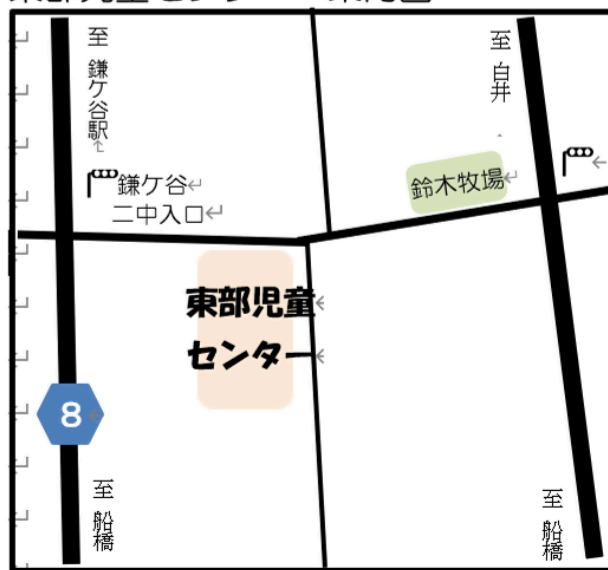 至 鎌ケ谷駅
至 白井
鎌ケ谷
二中入口
鈴木牧場
東部児童
センター
8
至 船橋
至 船橋